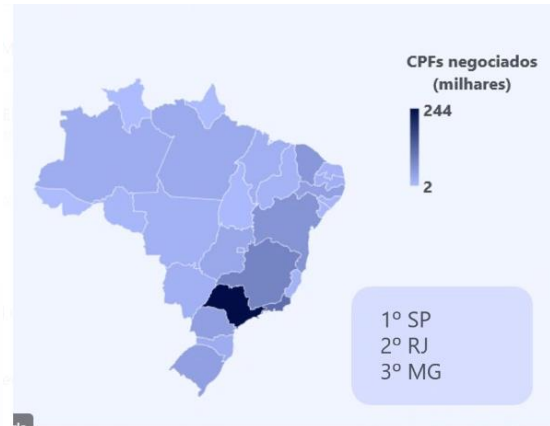 CPFs negociados
(milhares)
244
2
1º SP
2º RJ
3º MG